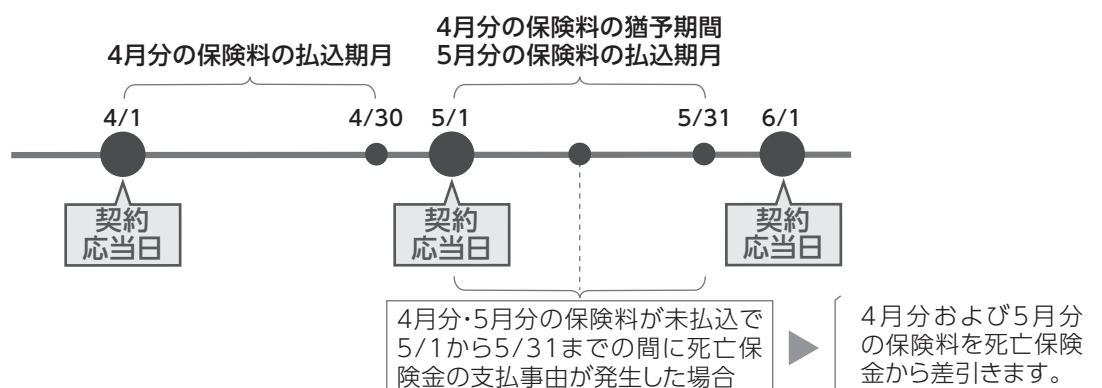 4月分の保険料の払込期月
4月分の保険料の猶予期間
5月分の保険料の払込期月
4/1
4/30
5/1
5/31
6/1
契約
応当日
契約
応当日
契約
応当日
4月分・5月分の保険料が未払込で
5/1から5/31までの間に死亡保
険金の支払事由が発生した場合
4月分および5月分
の保険料を死亡保険
金から差引きます。